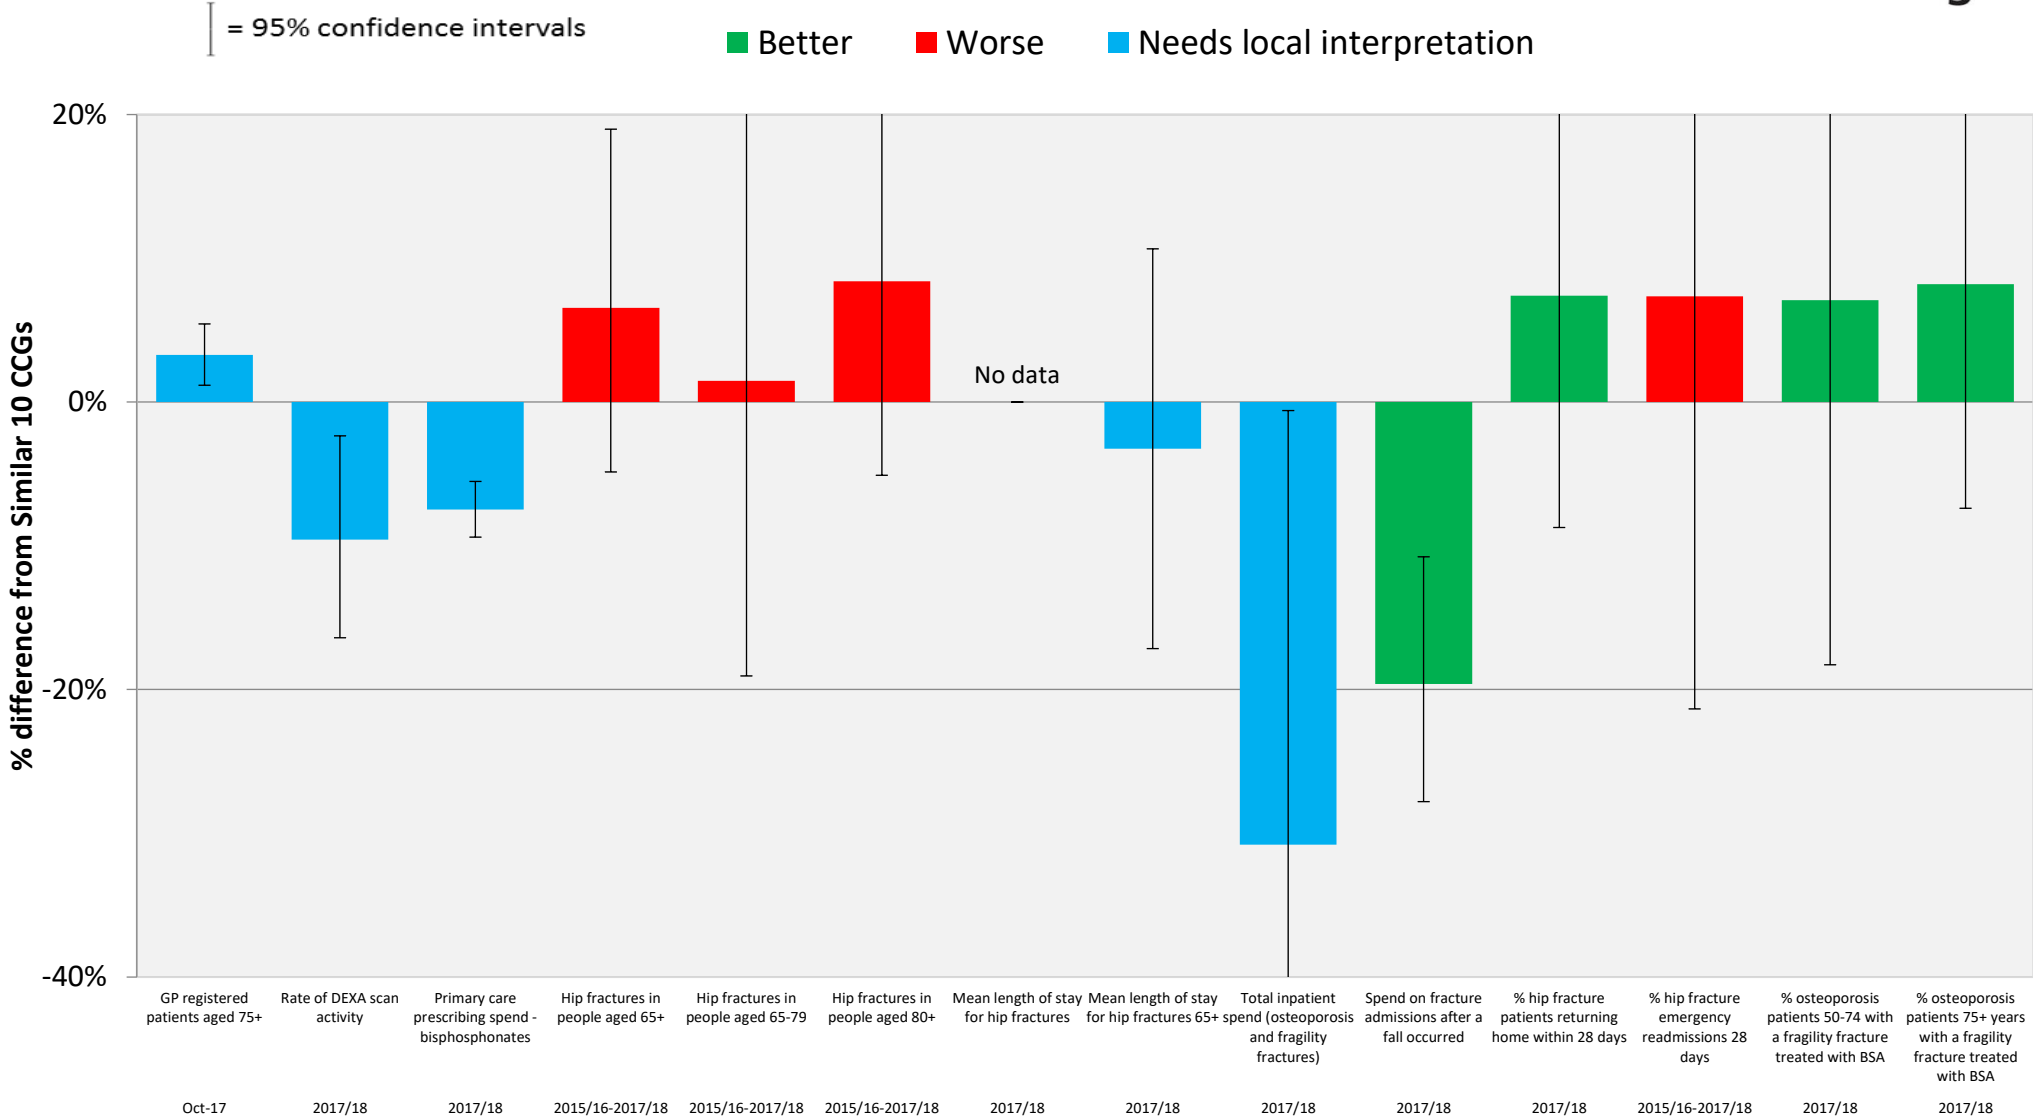 = 95% confidence intervals
Better
Worse
Needs local interpretation
% difference from Similar 10 CCGs
20%
0%
-20%
-40%
No data
GP registered
patients aged 75+
Oct-17
Rate of DEXA scan
activity
2017/18
Primary care
prescribing spend -
bisphosphonates
2017/18
Hip fractures in
people aged 65+
2015/16-2017/18
Hip fractures in
people aged 65-79
2015/16-2017/18
Hip fractures in
people aged 80+
2015/16-2017/18
Mean length of stay
for hip fractures
2017/18
Mean length of stay
for hip fractures 65+
2017/18
Total inpatient
spend (osteoporosis
and fragility
fractures)
2017/18
Spend on fracture
admissions after a
fall occurred
2017/18
% hip fracture
patients returning
home within 28 days
2017/18
% hip fracture
emergency
readmissions 28
days
2015/16-2017/18
% osteoporosis
patients 50-74 with
a fragility fracture
treated with BSA
2017/18
% osteoporosis
patients 75+ years
with a fragility
fracture treated
with BSA
2017/18